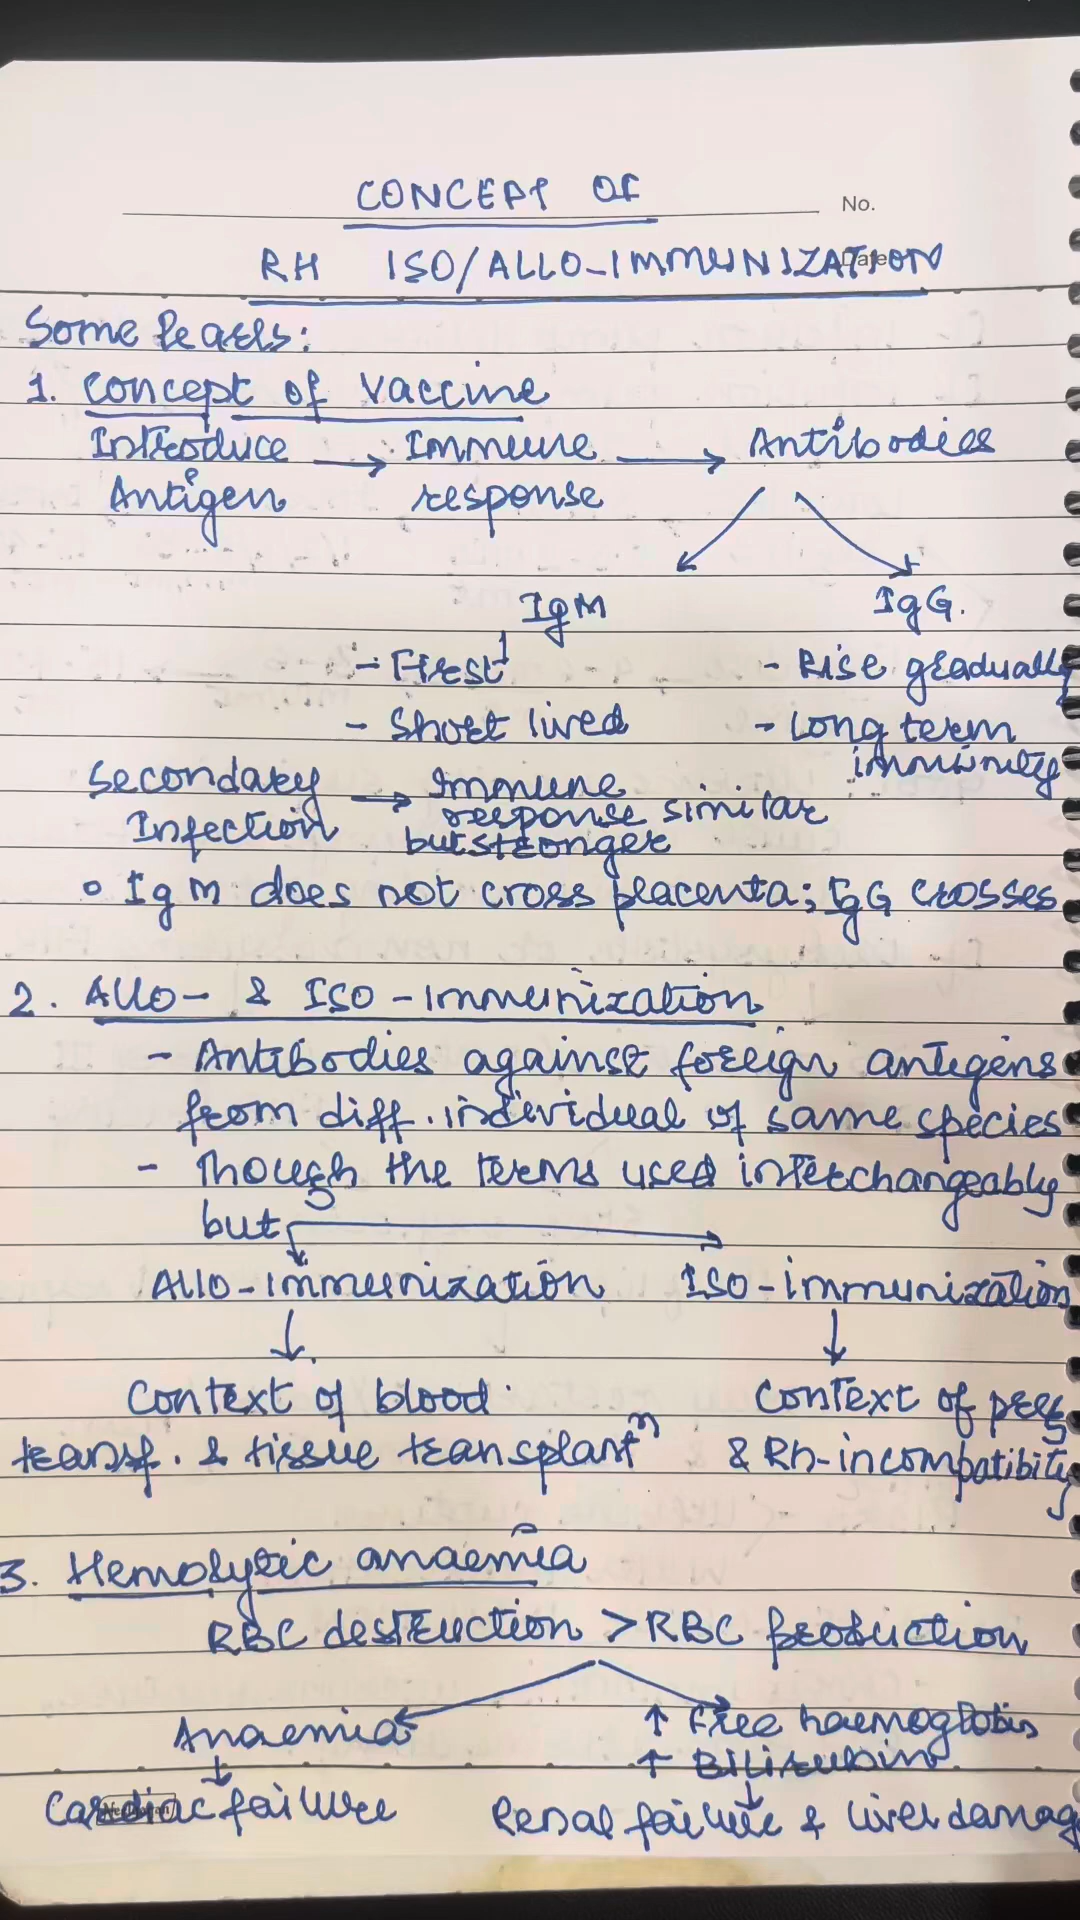 CONCEPT OF
No.
RH ISO/ALLO-IMMUNIZATION
Date
Some facts:
1. Concept of Vaccine
Introduce → Immune → Antibodies
Antigen response
IgM IgG.
- First - Rise gradually
- Short lived - Long term
immunity
Secondary → Immune
Infection response similar
but stronger
o IgM does not cross placenta; IgG crosses
2. Allo- & ISO-immunization
- Antibodies against foreign antigens
from diff. individual of same species
- Though the terms used interchangeably
but
Allo-immunization ISO-immunization
↓ ↓
Context of blood Context of preg
transf. & tissue transplantⁿ & Rh-incompatibity
3. Hemolytic anaemia
RBC destruction > RBC production
Anaemia ↑ Free haemoglobin
↑ Bilirubin
Cardiac failure Renal failure & liver damag